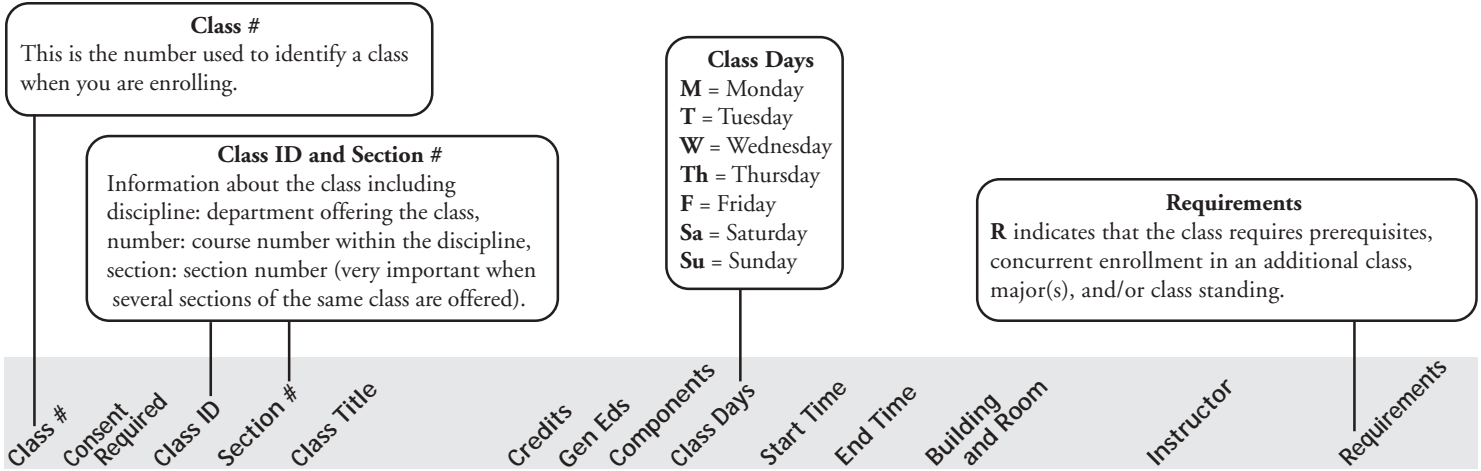 Class #
This is the number used to identify a class
when you are enrolling.
Class ID and Section #
Information about the class including
discipline: department offering the class,
number: course number within the discipline,
section: section number (very important when
several sections of the same class are offered).
Class Days
M = Monday
T = Tuesday
W = Wednesday
Th = Thursday
F = Friday
Sa = Saturday
Su = Sunday
Requirements
R indicates that the class requires prerequisites,
concurrent enrollment in an additional class,
major(s), and/or class standing.
Class #
Consent
Required
Class ID
Section #
Class Title
Credits
Gen Eds
Components
Class Days
Start Time
End Time
Building
and Room
Instructor
Requirements